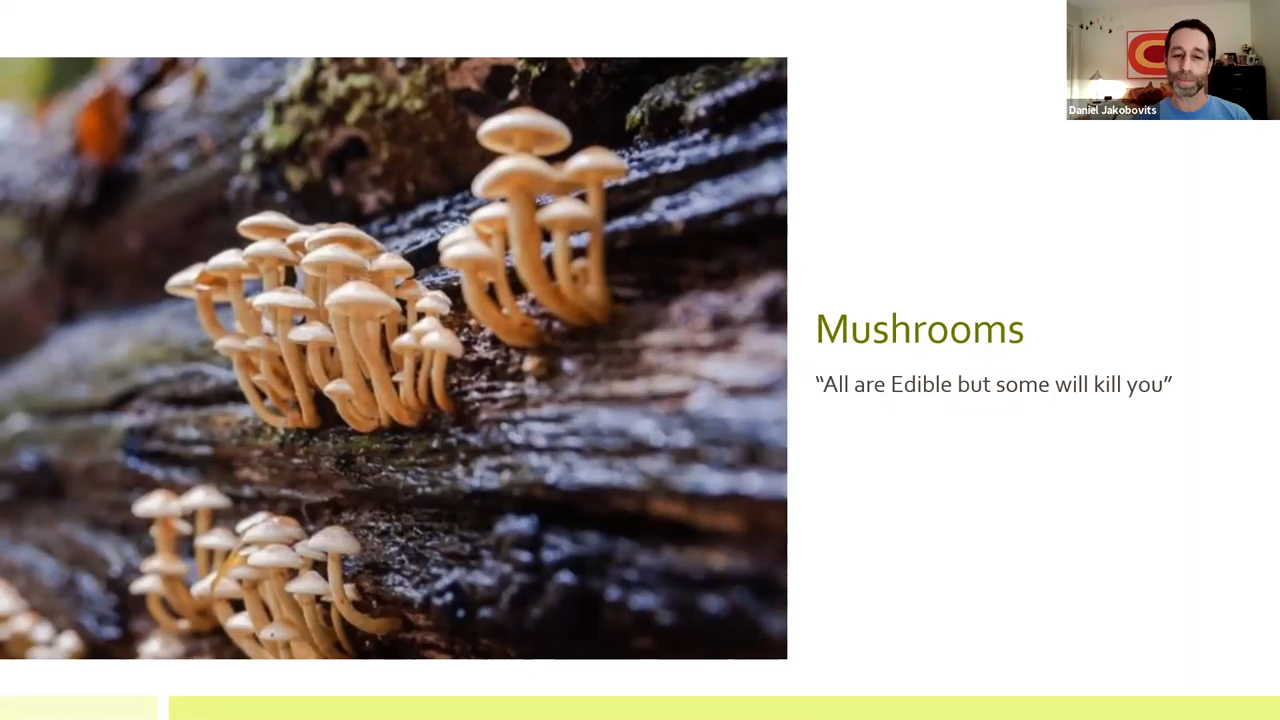 Daniel Jakobovits
Mushrooms
“All are Edible but some will kill you”